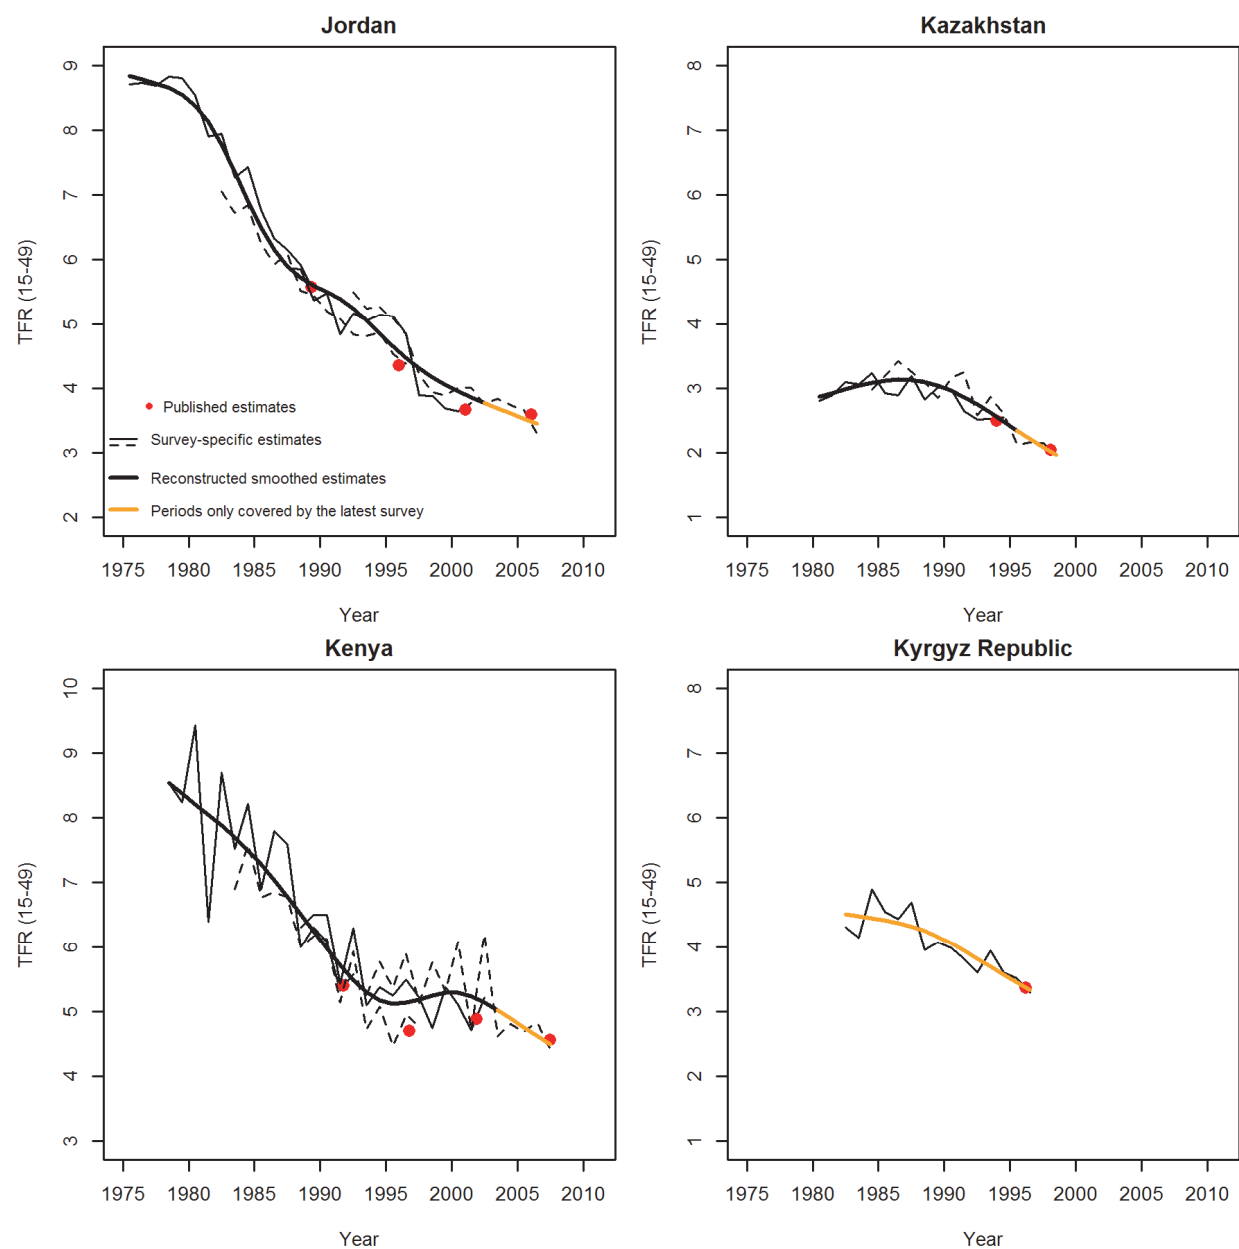 Jordan
TFR (15-49)
9
8
7
6
5
4
3
2
Published estimates
Survey-specific estimates
Reconstructed smoothed estimates
Periods only covered by the latest survey
1975 1980 1985 1990 1995 2000 2005 2010
Year
Kazakhstan
TFR (15-49)
8
7
6
5
4
3
2
1
1975 1980 1985 1990 1995 2000 2005 2010
Year
Kenya
TFR (15-49)
10
9
8
7
6
5
4
3
1975 1980 1985 1990 1995 2000 2005 2010
Year
Kyrgyz Republic
TFR (15-49)
8
7
6
5
4
3
2
1
1975 1980 1985 1990 1995 2000 2005 2010
Year